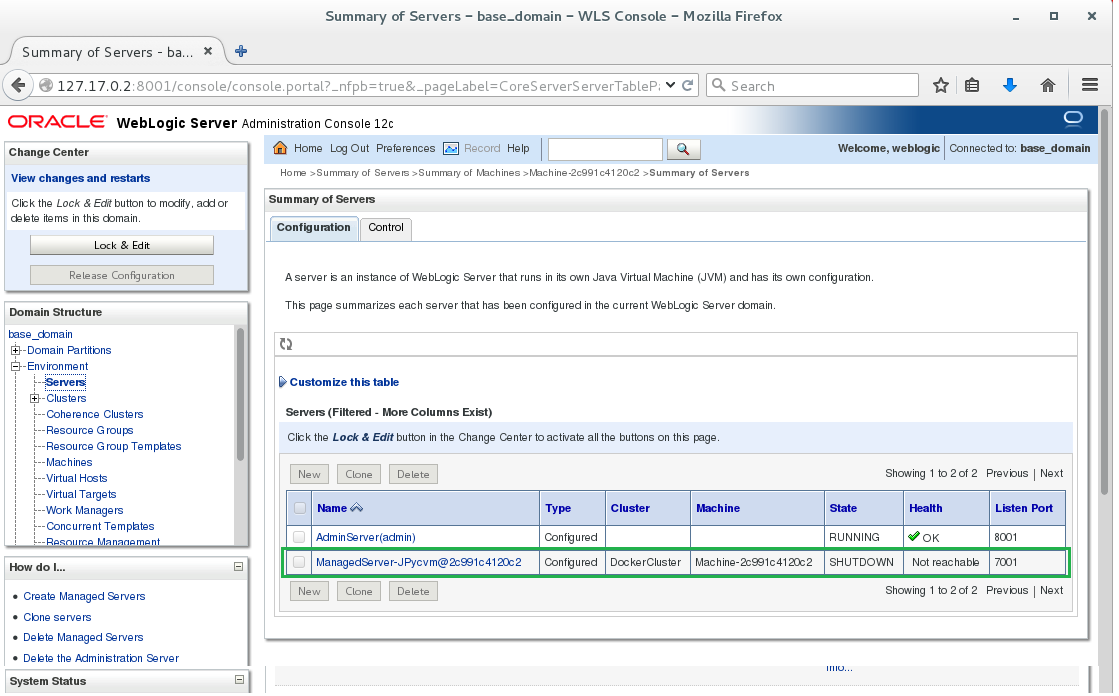 Summary of Servers – base_domain – WLS Console – Mozilla Firefox
Summary of Servers - ba...
127.17.0.2:8001/console/console.portal?_nfpb=true&_pageLabel=CoreServerServerTablePa
Search
ORACLE WebLogic Server Administration Console 12c
Change Center
View changes and restarts
Click the Lock & Edit button to modify, add or
delete items in this domain.
Lock & Edit
Release Configuration
Domain Structure
base_domain
Domain Partitions
Environment
Servers
Clusters
Coherence Clusters
Resource Groups
Resource Group Templates
Machines
Virtual Hosts
Virtual Targets
Work Managers
Concurrent Templates
Resource Management
How do I...
Create Managed Servers
Clone servers
Delete Managed Servers
Delete the Administration Server
System Status
Home Log Out Preferences Record Help
Welcome, weblogic Connected to: base_domain
Home >Summary of Servers >Summary of Machines >Machine-2c991c4120c2 >Summary of Servers
Summary of Servers
Configuration Control
A server is an instance of WebLogic Server that runs in its own Java Virtual Machine (JVM) and has its own configuration.
This page summarizes each server that has been configured in the current WebLogic Server domain.
Customize this table
Servers (Filtered - More Columns Exist)
Click the Lock & Edit button in the Change Center to activate all the buttons on this page.
New Clone Delete Showing 1 to 2 of 2 Previous | Next
Name Type Cluster Machine State Health Listen Port
AdminServer(admin) Configured RUNNING OK 8001
ManagedServer-JPycvm@2c991c4120c2 Configured DockerCluster Machine-2c991c4120c2 SHUTDOWN Not reachable 7001
New Clone Delete Showing 1 to 2 of 2 Previous | Next